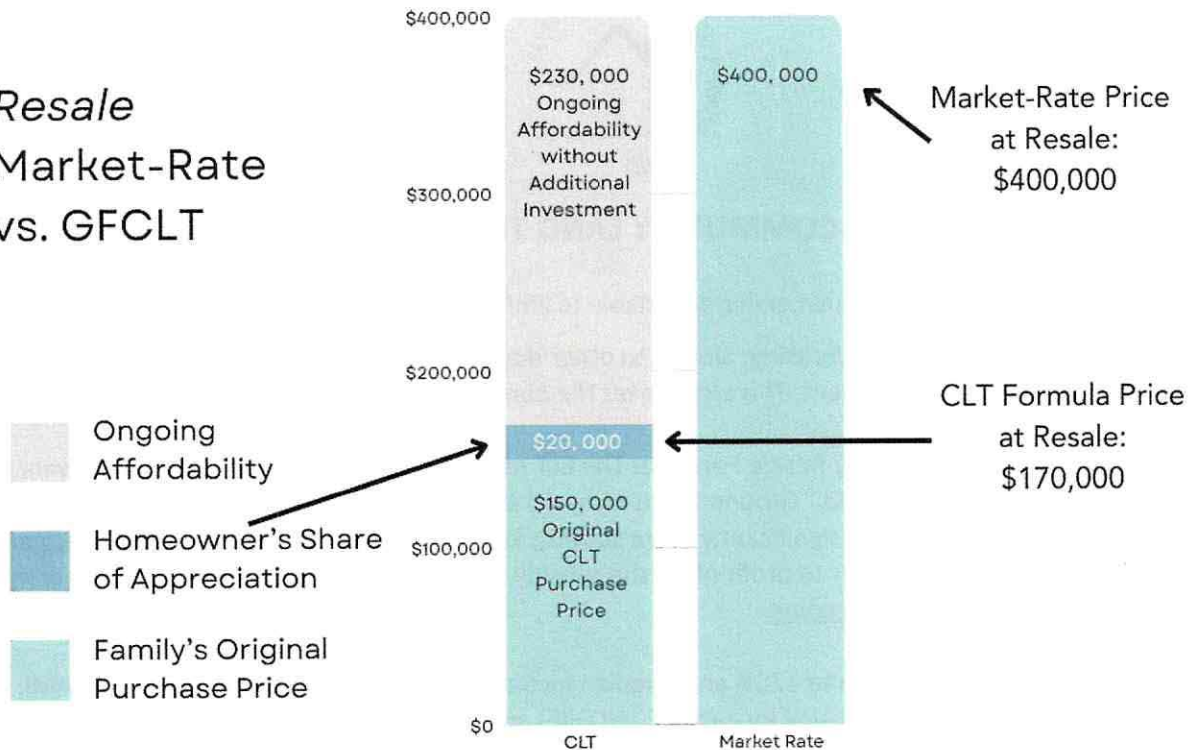 Resale
Market-Rate
vs. GFCLT
Ongoing
Affordability
Homeowner's Share
of Appreciation
Family's Original
Purchase Price
$400,000
$300,000
$200,000
$100,000
$0
$230, 000
Ongoing
Affordability
without
Additional
Investment
$20, 000
$150, 000
Original
CLT
Purchase
Price
CLT
$400, 000
Market Rate
Market-Rate Price
at Resale:
$400,000
CLT Formula Price
at Resale:
$170,000